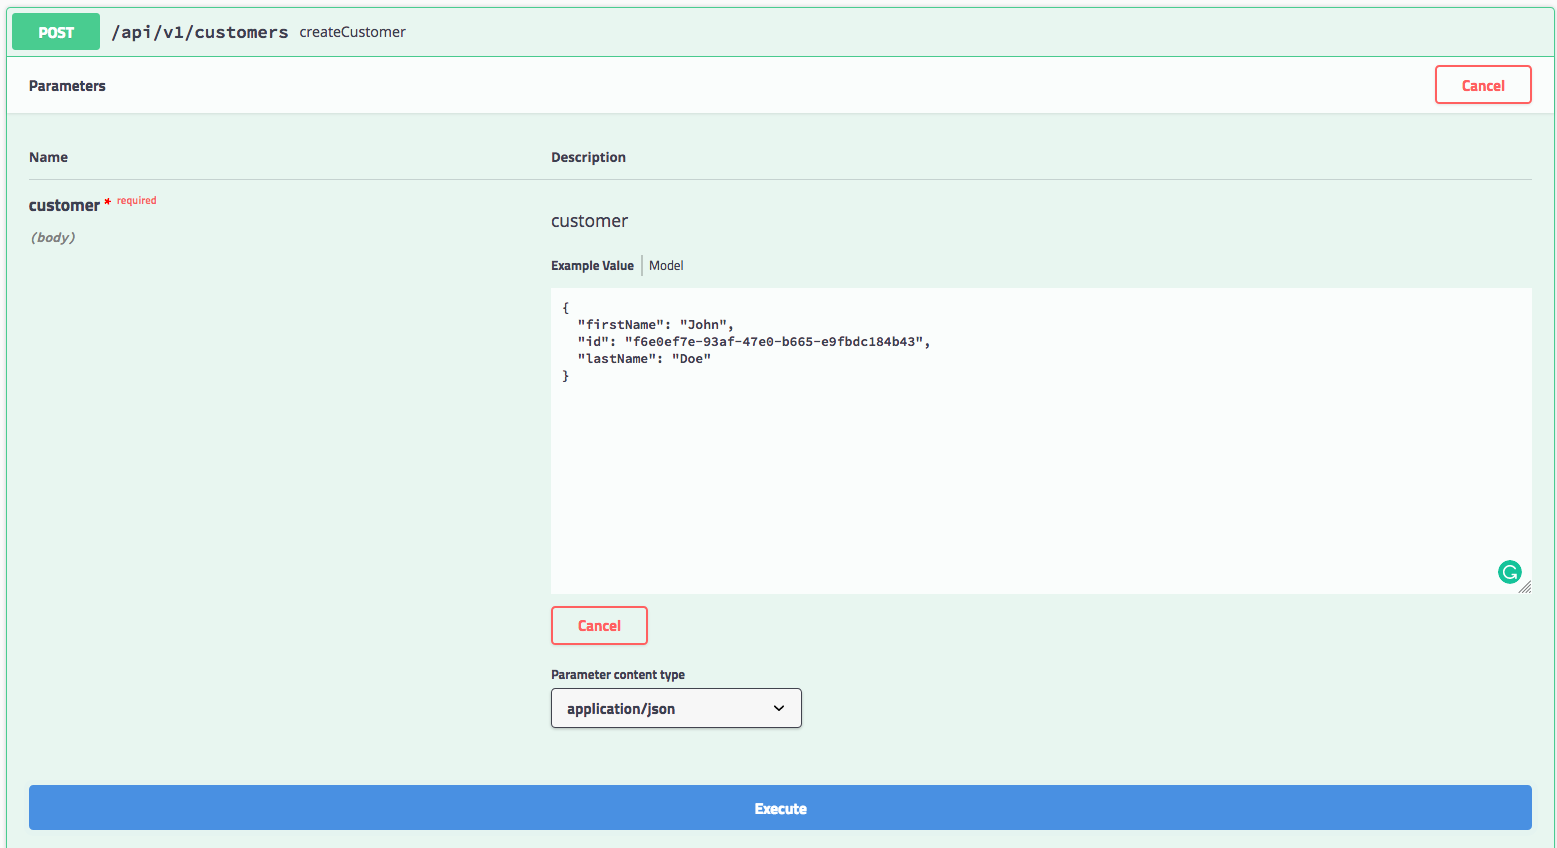 POST /api/v1/customers createCustomer
Parameters Cancel
Name Description
customer * required
(body)
customer
Example Value Model
{
"firstName": "John",
"id": "f6e0ef7e-93af-47e0-b665-e9fbdc184b43",
"lastName": "Doe"
}
Cancel
Parameter content type
application/json
Execute